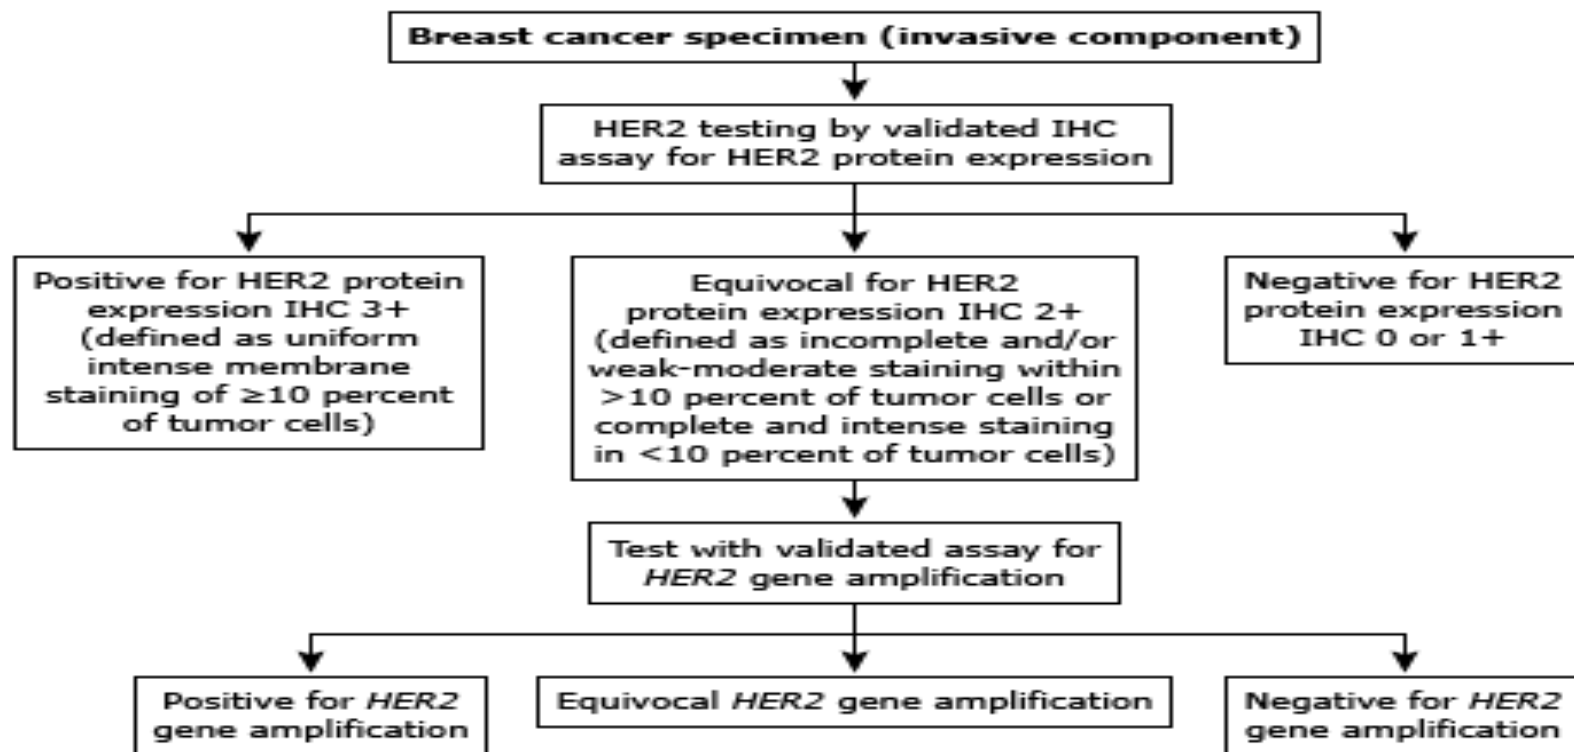 Breast cancer specimen (invasive component)
HER2 testing by validated IHC
assay for HER2 protein expression
Positive for HER2 protein
expression IHC 3+
(defined as uniform
intense membrane
staining of ≥10 percent
of tumor cells)
Equivocal for HER2
protein expression IHC 2+
(defined as incomplete and/or
weak-moderate staining within
>10 percent of tumor cells or
complete and intense staining
in <10 percent of tumor cells)
Negative for HER2
protein expression
IHC 0 or 1+
Test with validated assay for
HER2 gene amplification
Positive for HER2
gene amplification
Equivocal HER2 gene amplification
Negative for HER2
gene amplification